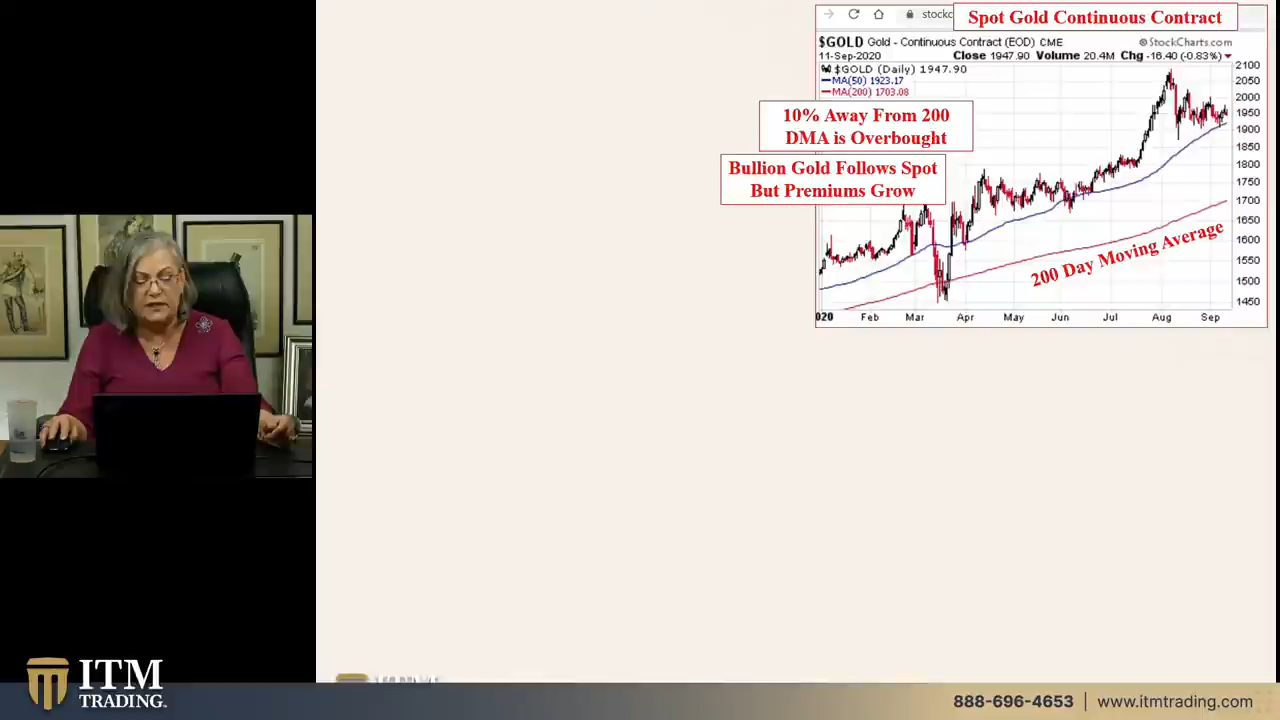 stockc
Spot Gold Continuous Contract
$GOLD Gold - Continuous Contract (EOD) CME
@StockCharts.com
11-Sep-2020
Close 1947.90 Volume 20.4M Chg -16.40 (-0.83%)
$GOLD (Daily) 1947.90
MA(50) 1923.17
MA(200) 1703.08
10% Away From 200
DMA is Overbought
Bullion Gold Follows Spot
But Premiums Grow
200 Day Moving Average
2100
2050
2000
1950
1900
1850
1800
1750
1700
1650
1600
1550
1500
1450
020 Feb Mar Apr May Jun Jul Aug Sep
ITM
TRADING.
888-696-4653 | www.itmtrading.com